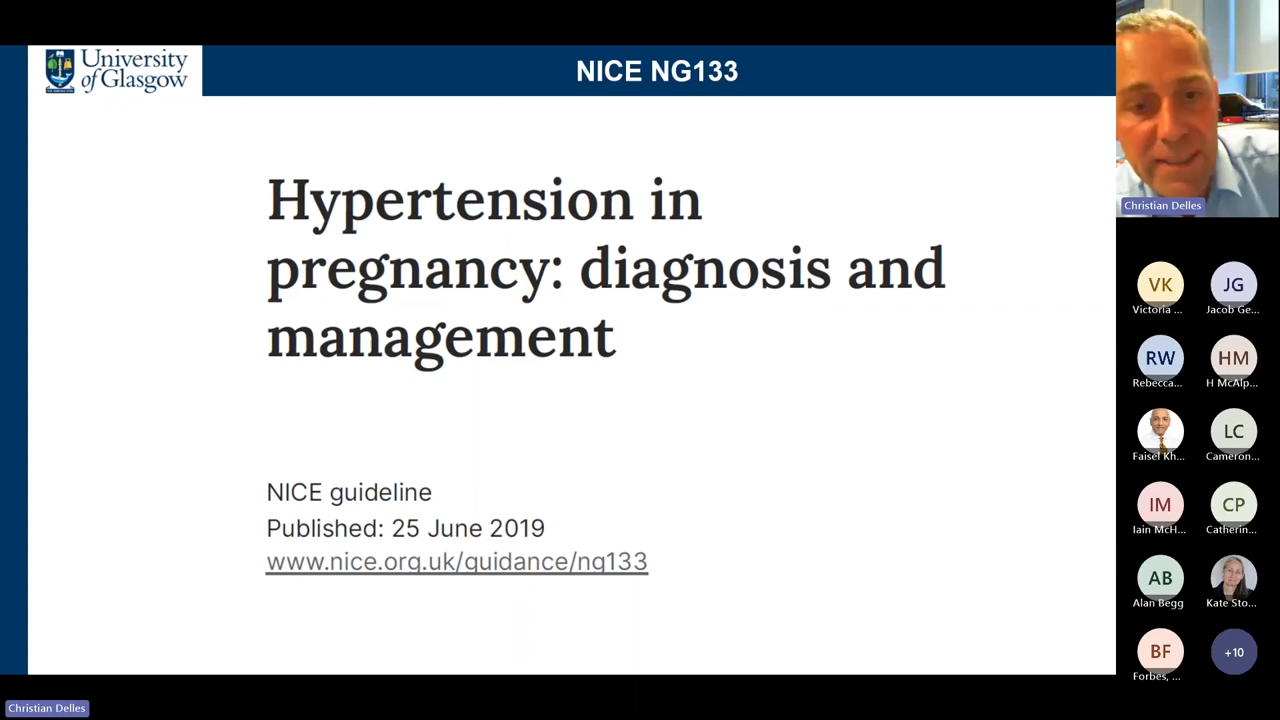 University
of Glasgow
NICE NG133
Hypertension in
pregnancy: diagnosis and
management
NICE guideline
Published: 25 June 2019
www.nice.org.uk/guidance/ng133
Christian Delles
VK
Victoria ...
JG
Jacob Ge...
RW
Rebecca...
HM
H McAlp...
Faisel Kh...
LC
Cameron...
IM
Iain McH...
CP
Catherin...
AB
Alan Begg
Kate Sto...
BF
Forbes, ...
+10
Christian Delles